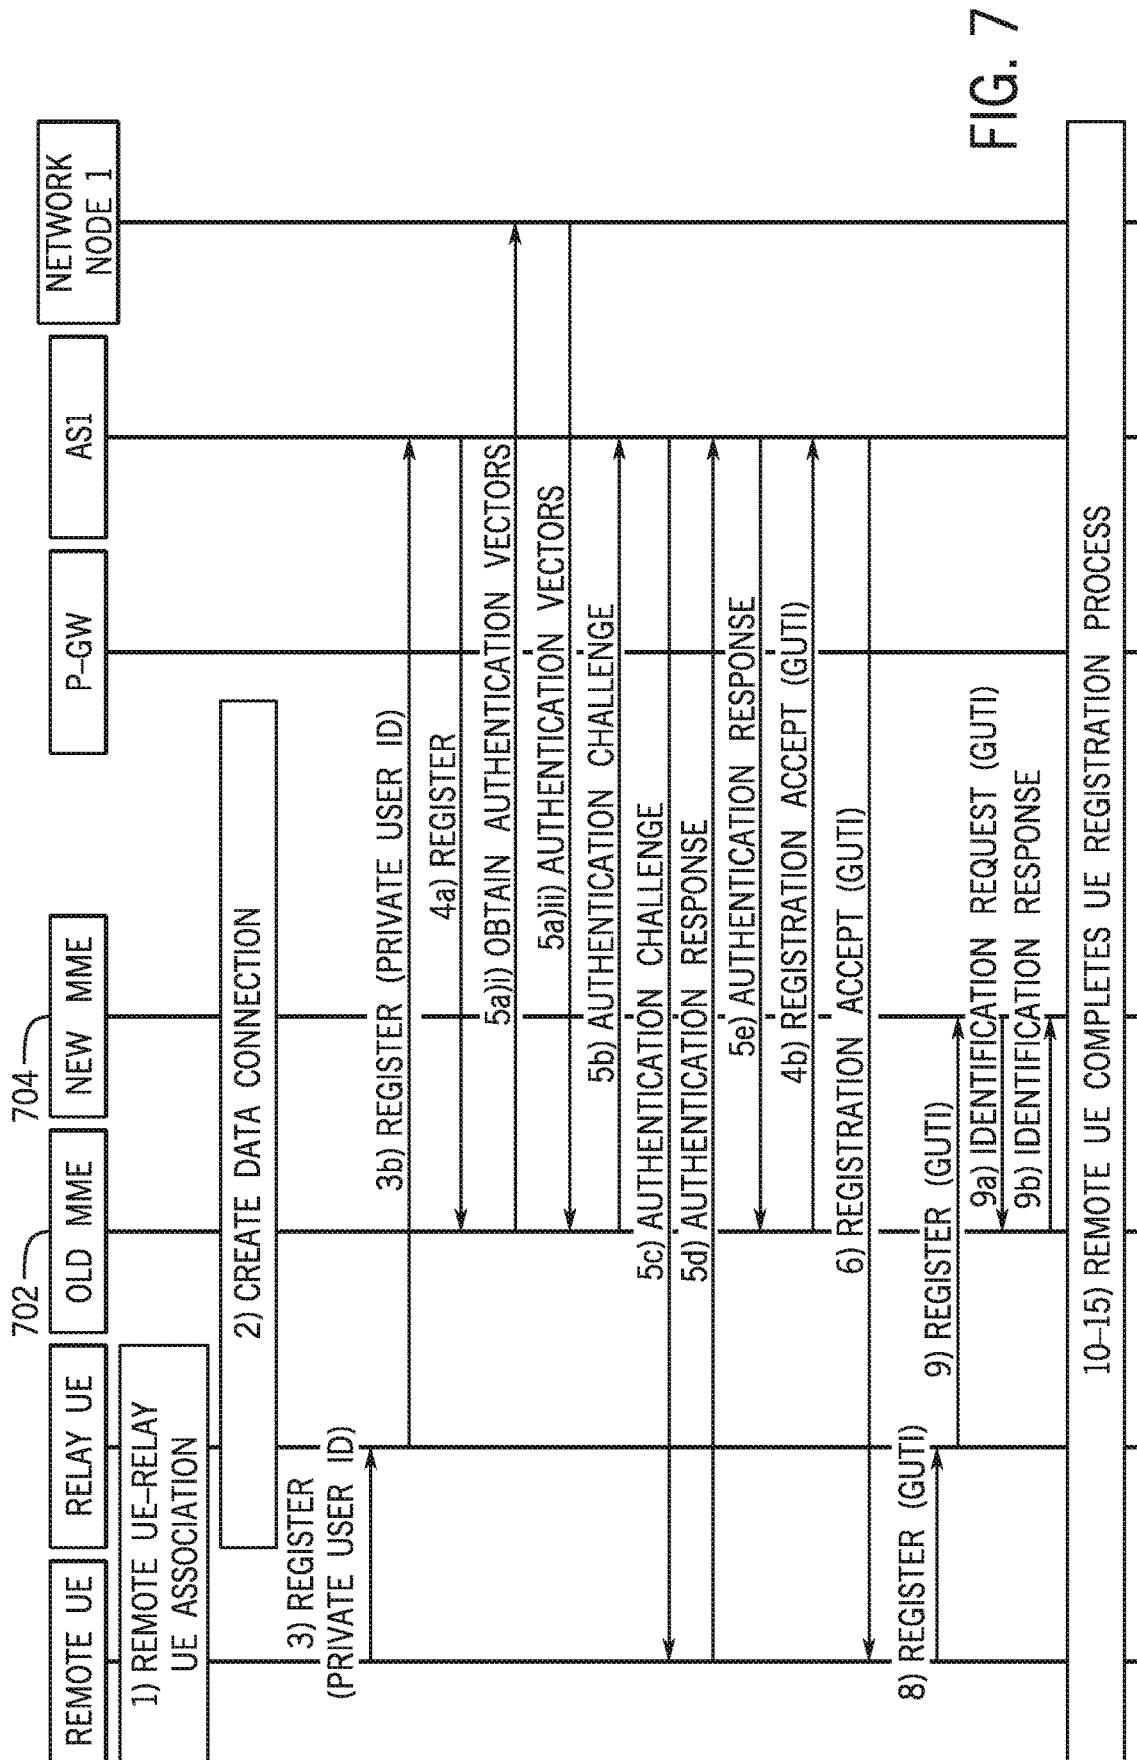 702
704
REMOTE UE
RELAY UE
OLD MME
NEW MME
P-GW
AS1
NETWORK
NODE 1
1) REMOTE UE-RELAY
UE ASSOCIATION
2) CREATE DATA CONNECTION
3) REGISTER
(PRIVATE USER ID)
3b) REGISTER (PRIVATE USER ID)
4a) REGISTER
5a)i) OBTAIN AUTHENTICATION VECTORS
5a)ii) AUTHENTICATION VECTORS
5b) AUTHENTICATION CHALLENGE
5c) AUTHENTICATION CHALLENGE
5d) AUTHENTICATION RESPONSE
5e) AUTHENTICATION RESPONSE
4b) REGISTRATION ACCEPT (GUTI)
6) REGISTRATION ACCEPT (GUTI)
8) REGISTER (GUTI)
9) REGISTER (GUTI)
9a) IDENTIFICATION REQUEST (GUTI)
9b) IDENTIFICATION RESPONSE
10-15) REMOTE UE COMPLETES UE REGISTRATION PROCESS
FIG. 7